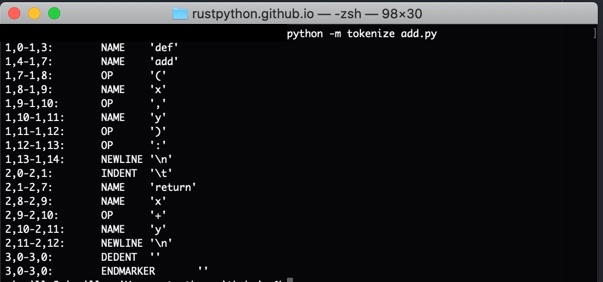 rustpython.github.io — -zsh — 98×30
python -m tokenize add.py
1,0-1,3: NAME 'def'
1,4-1,7: NAME 'add'
1,7-1,8: OP '('
1,8-1,9: NAME 'x'
1,9-1,10: OP ','
1,10-1,11: NAME 'y'
1,11-1,12: OP ')'
1,12-1,13: OP ':'
1,13-1,14: NEWLINE '\n'
2,0-2,1: INDENT '\t'
2,1-2,7: NAME 'return'
2,8-2,9: NAME 'x'
2,9-2,10: OP '+'
2,10-2,11: NAME 'y'
2,11-2,12: NEWLINE '\n'
3,0-3,0: DEDENT ''
3,0-3,0: ENDMARKER ''